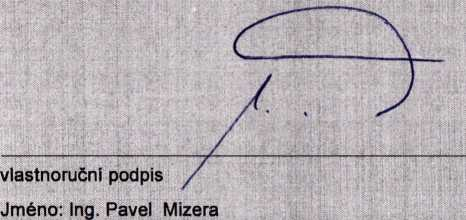 vlastnoruční podpis
Jméno: Ing. Pavel Mizera